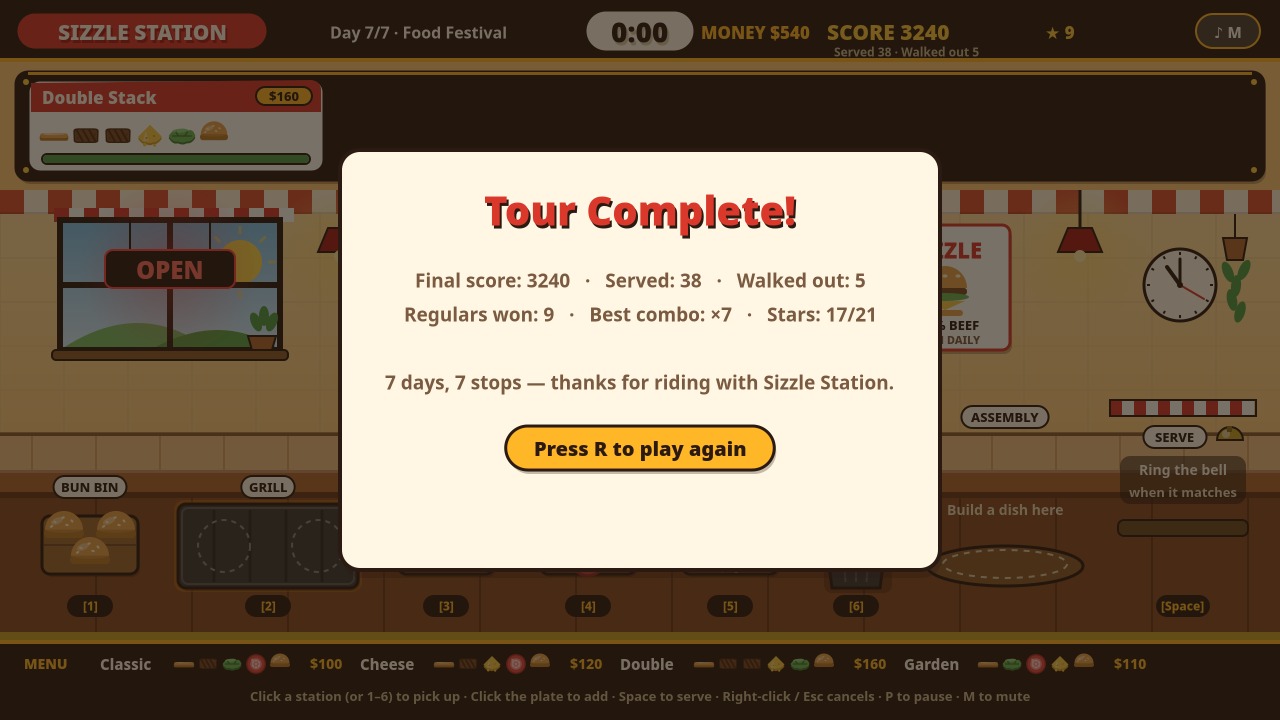 SIZZLE STATION
Day 7/7 · Food Festival
0:00
MONEY $540
SCORE 3240
Served 38 · Walked out 5
★ 9
♪ M
Double Stack
$160
OPEN
Tour Complete!
Final score: 3240 · Served: 38 · Walked out: 5
Regulars won: 9 · Best combo: ×7 · Stars: 17/21
7 days, 7 stops — thanks for riding with Sizzle Station.
Press R to play again
BEEF
DAILY
ASSEMBLY
SERVE
Ring the bell
when it matches
Build a dish here
BUN BIN
GRILL
[1]
[2]
[3]
[4]
[5]
[6]
[Space]
MENU
Classic
$100
Cheese
$120
Double
$160
Garden
$110
Click a station (or 1–6) to pick up · Click the plate to add · Space to serve · Right-click / Esc cancels · P to pause · M to mute